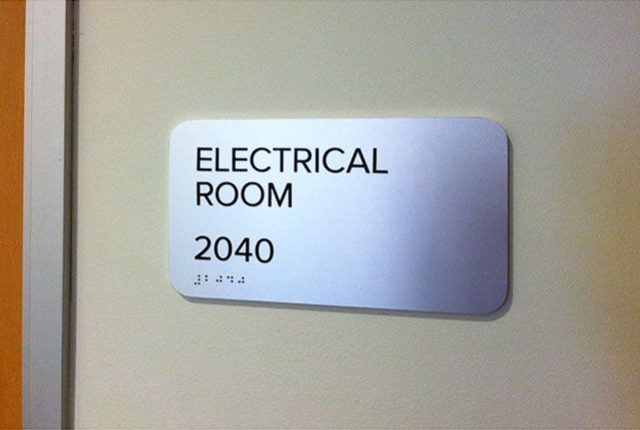 ELECTRICAL
ROOM
2040
⠼⠃⠚⠙⠚